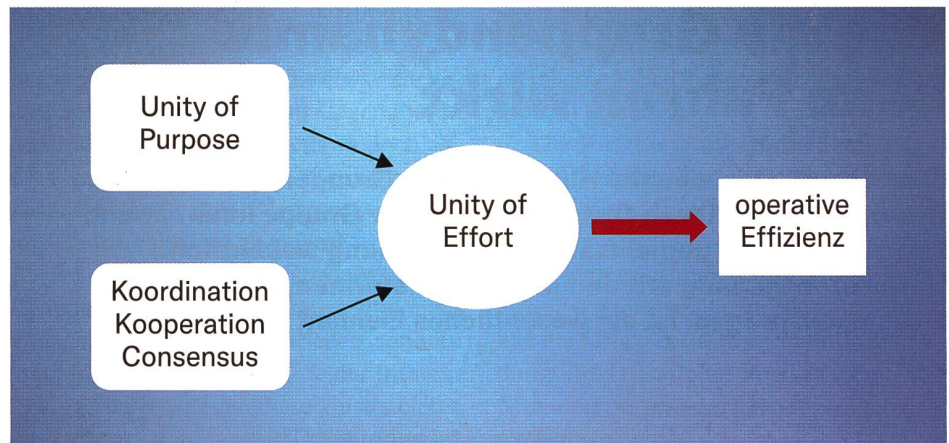 Unity of
Purpose
Koordination
Kooperation
Consensus
Unity of
Effort
operative
Effizienz